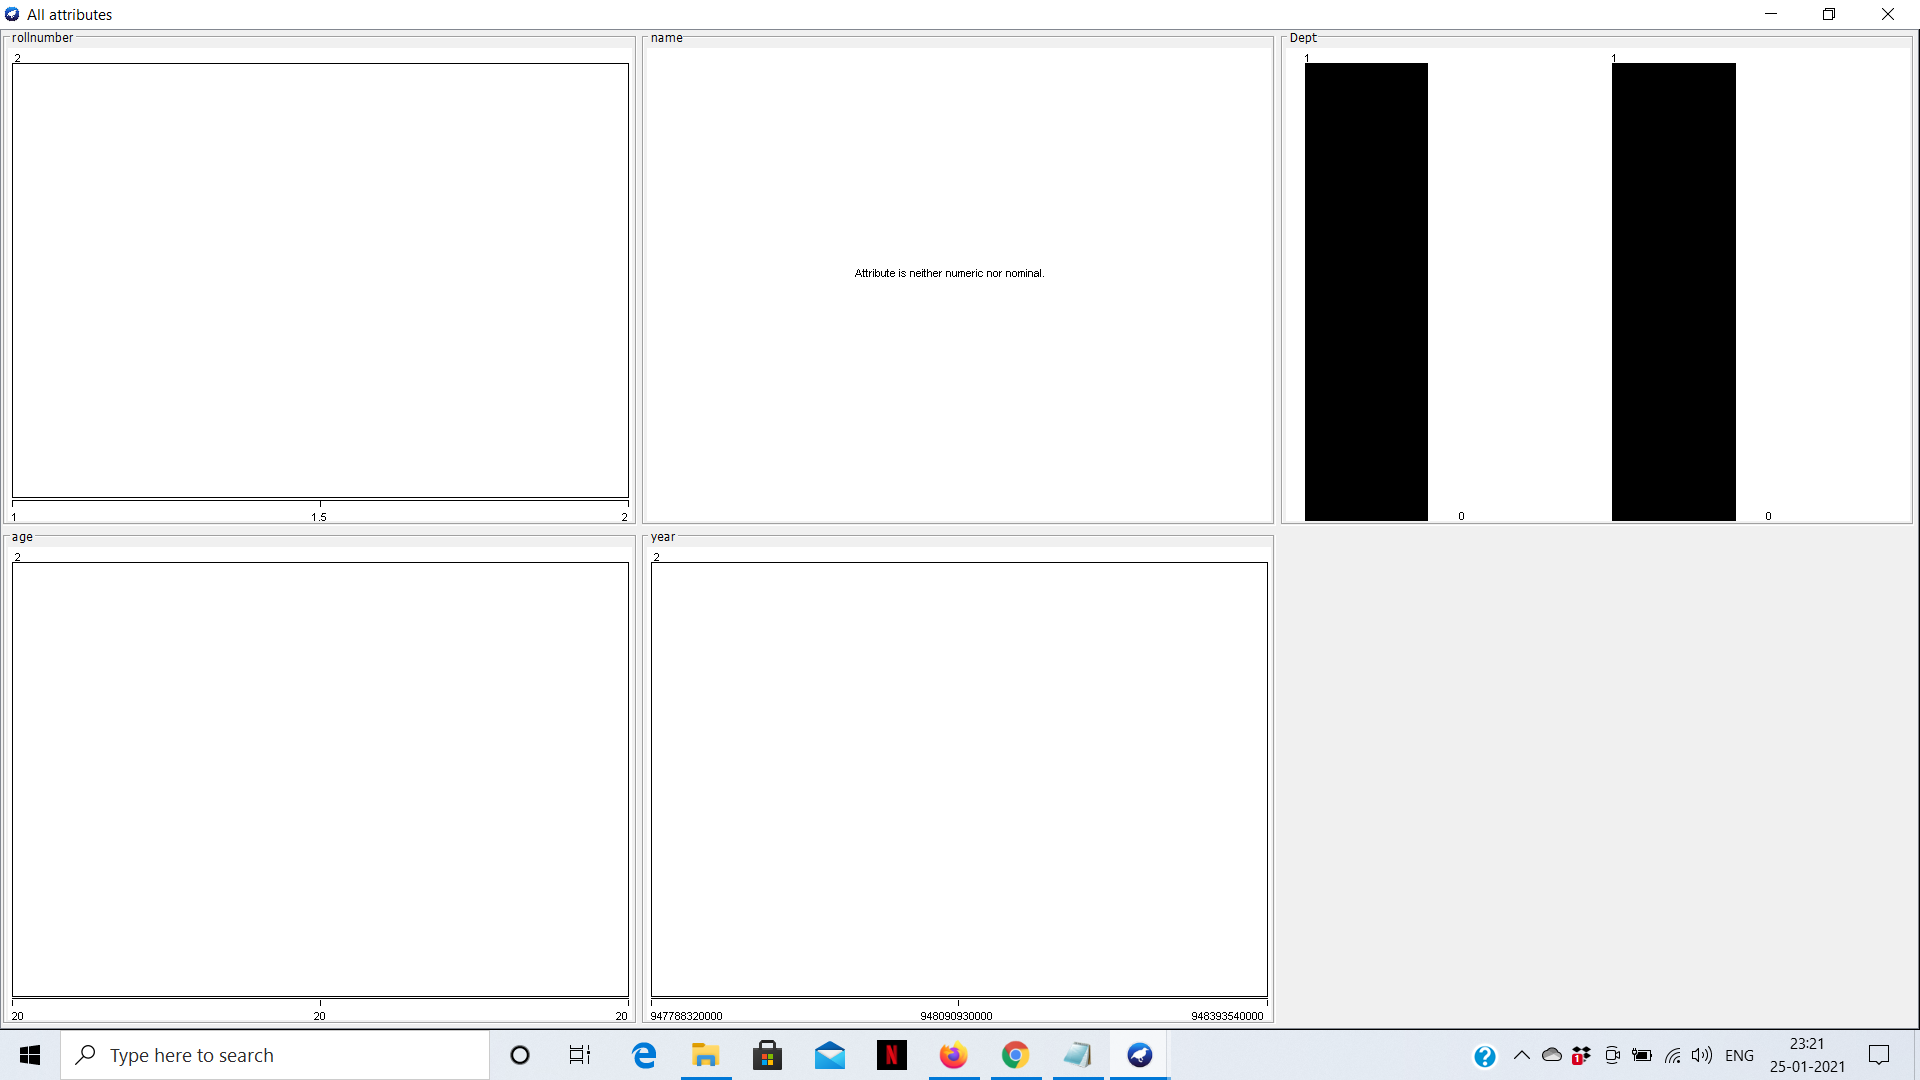 All attributes
rollnumber
2
1 1.5 2
name
Attribute is neither numeric nor nominal.
Dept
1 1
0 0
age
2
20 20 20
year
2
947788320000 948090930000 948393540000
Type here to search
N
?
1
ENG
23:21
25-01-2021